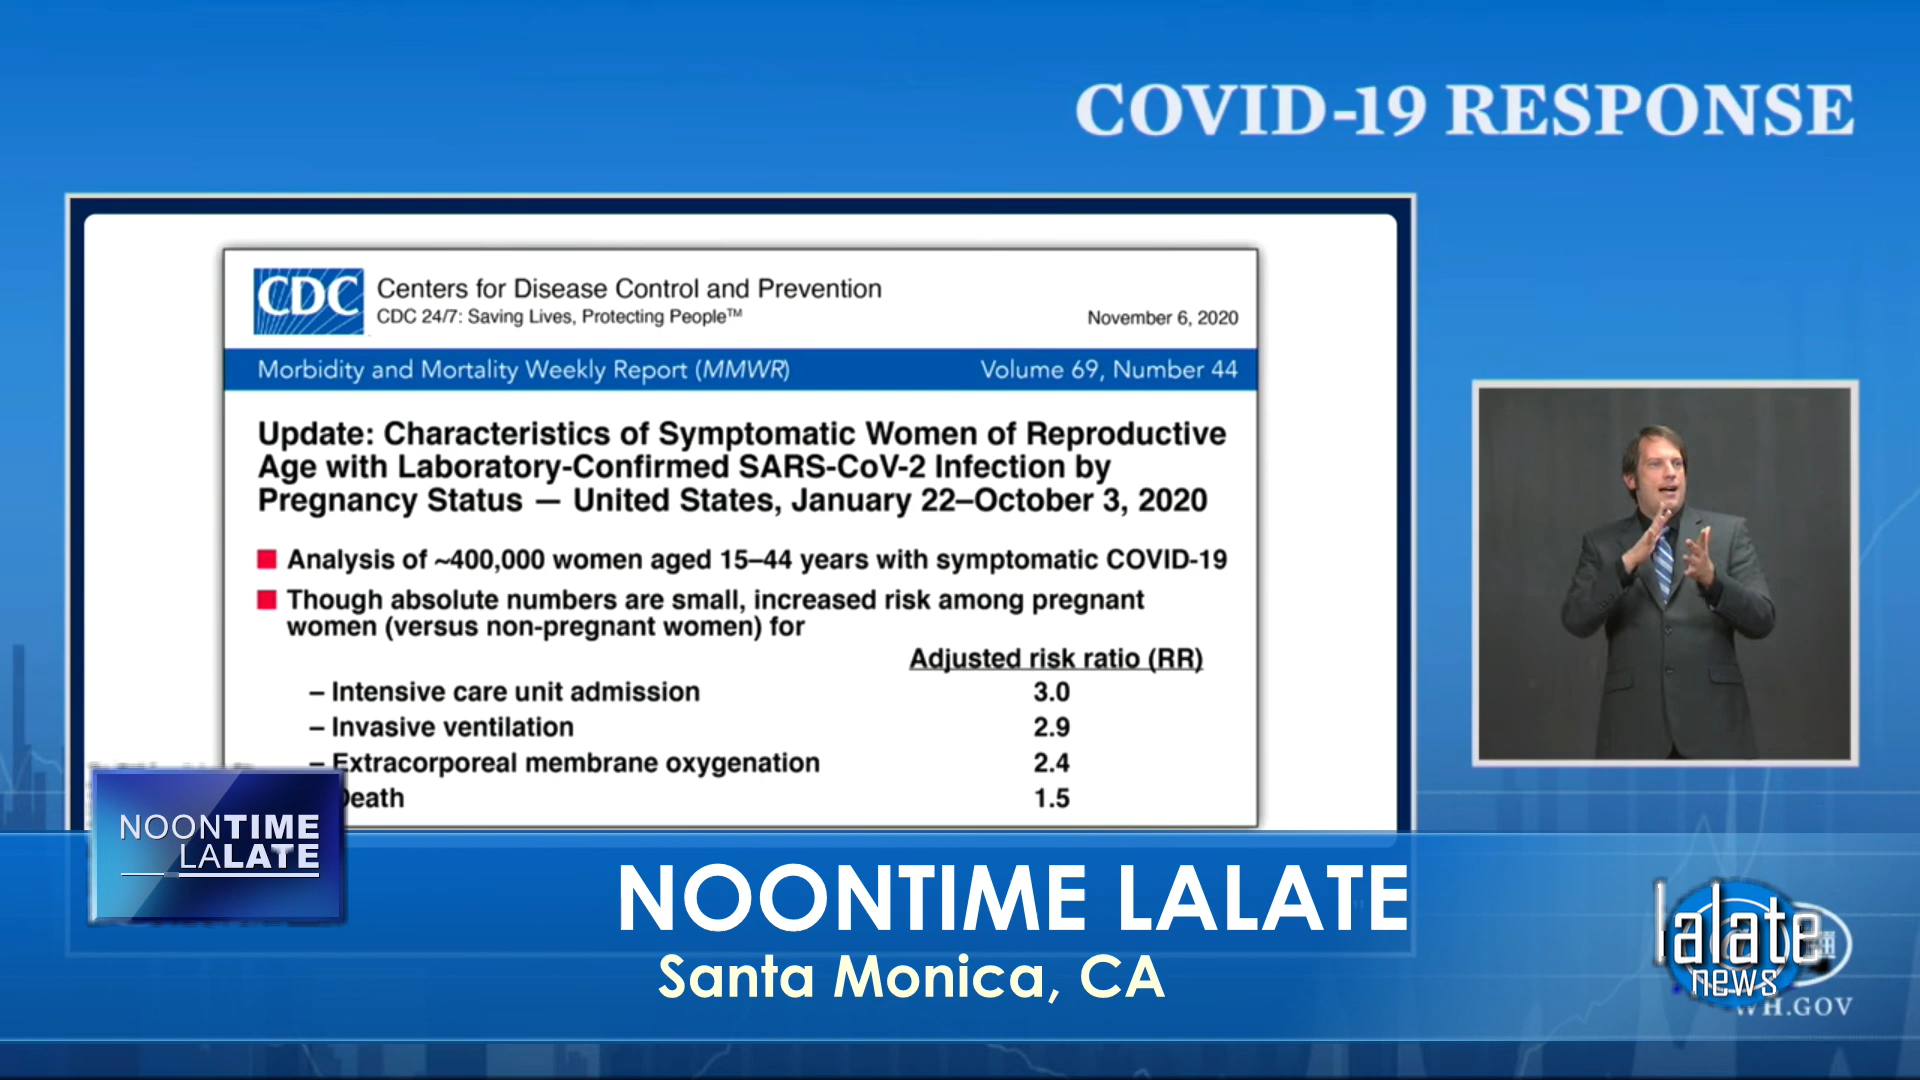 COVID-19 RESPONSE
CDC
Centers for Disease Control and Prevention
CDC 24/7: Saving Lives, Protecting People™
November 6, 2020
Morbidity and Mortality Weekly Report (MMWR)
Volume 69, Number 44
Update: Characteristics of Symptomatic Women of Reproductive
Age with Laboratory-Confirmed SARS-CoV-2 Infection by
Pregnancy Status — United States, January 22–October 3, 2020
Analysis of ~400,000 women aged 15–44 years with symptomatic COVID-19
Though absolute numbers are small, increased risk among pregnant
women (versus non-pregnant women) for
Adjusted risk ratio (RR)
– Intensive care unit admission 3.0
– Invasive ventilation 2.9
– Extracorporeal membrane oxygenation 2.4
Death 1.5
NOONTIME
LALATE
NOONTIME LALATE
Santa Monica, CA
lalate
news
WH.GOV